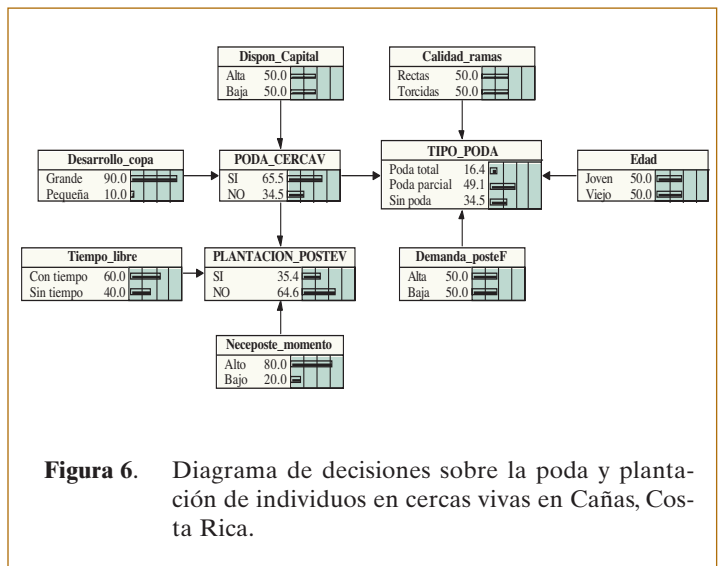 Dispon_Capital
Alta 50.0
Baja 50.0
Calidad_ramas
Rectas 50.0
Torcidas 50.0
Desarrollo_copa
Grande 90.0
Pequeña 10.0
PODA_CERCAV
SI 65.5
NO 34.5
TIPO_PODA
Poda total 16.4
Poda parcial 49.1
Sin poda 34.5
Edad
Joven 50.0
Viejo 50.0
Tiempo_libre
Con tiempo 60.0
Sin tiempo 40.0
PLANTACION_POSTEV
SI 35.4
NO 64.6
Demanda_posteF
Alta 50.0
Baja 50.0
Neceposte_momento
Alto 80.0
Bajo 20.0
Figura 6. Diagrama de decisiones sobre la poda y planta-
ción de individuos en cercas vivas en Cañas, Cos-
ta Rica.